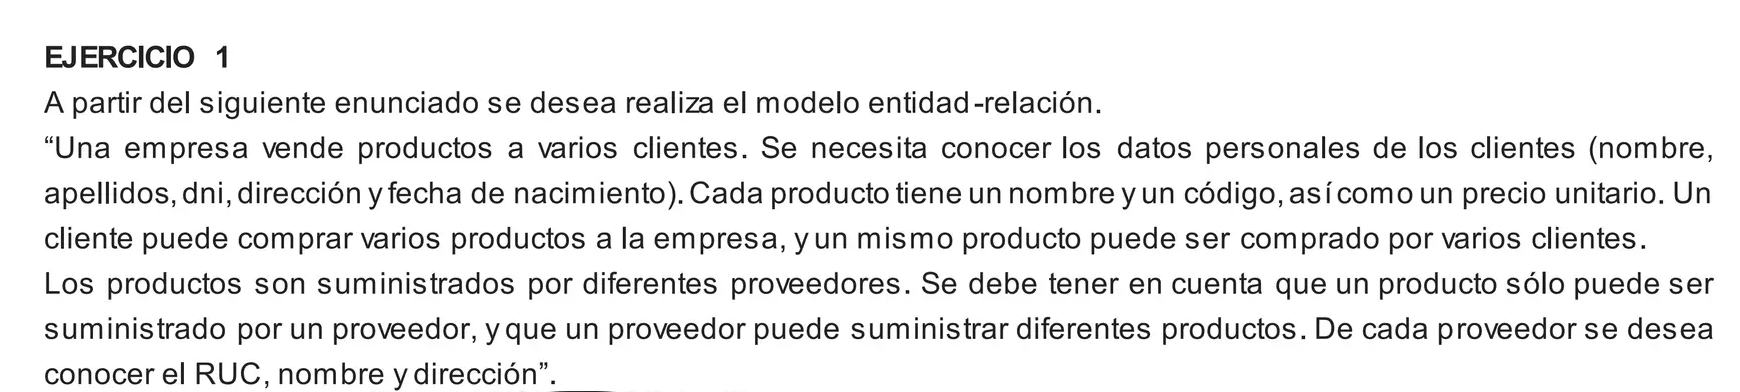 EJERCICIO 1
A partir del siguiente enunciado se desea realiza el modelo entidad-relación.
“Una empresa vende productos a varios clientes. Se necesita conocer los datos personales de los clientes (nombre,
apellidos, dni, dirección y fecha de nacimiento). Cada producto tiene un nombre y un código, así como un precio unitario. Un
cliente puede comprar varios productos a la empresa, y un mismo producto puede ser comprado por varios clientes.
Los productos son suministrados por diferentes proveedores. Se debe tener en cuenta que un producto sólo puede ser
suministrado por un proveedor, y que un proveedor puede suministrar diferentes productos. De cada proveedor se desea
conocer el RUC, nombre y dirección”.